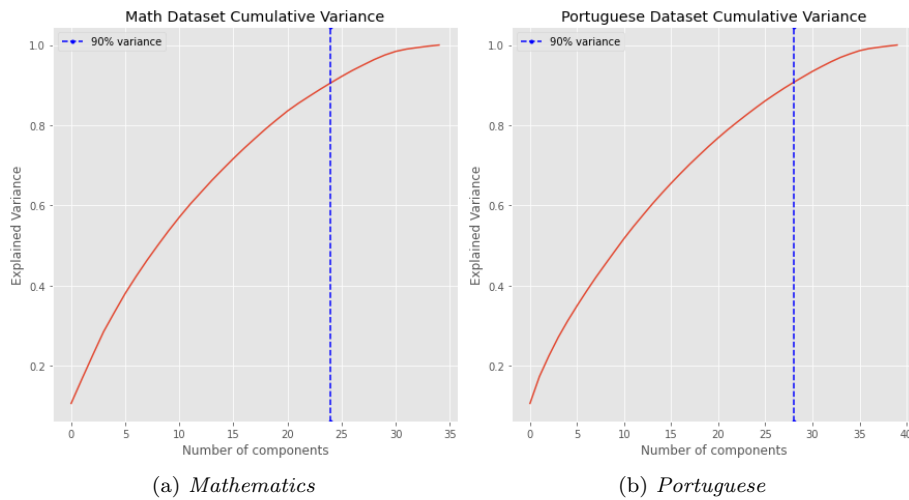 Math Dataset Cumulative Variance
90% variance
1.0
0.8
0.6
0.4
0.2
Explained Variance
0 5 10 15 20 25 30 35
Number of components
(a) Mathematics
Portuguese Dataset Cumulative Variance
90% variance
1.0
0.8
0.6
0.4
0.2
Explained Variance
0 5 10 15 20 25 30 35 40
Number of components
(b) Portuguese